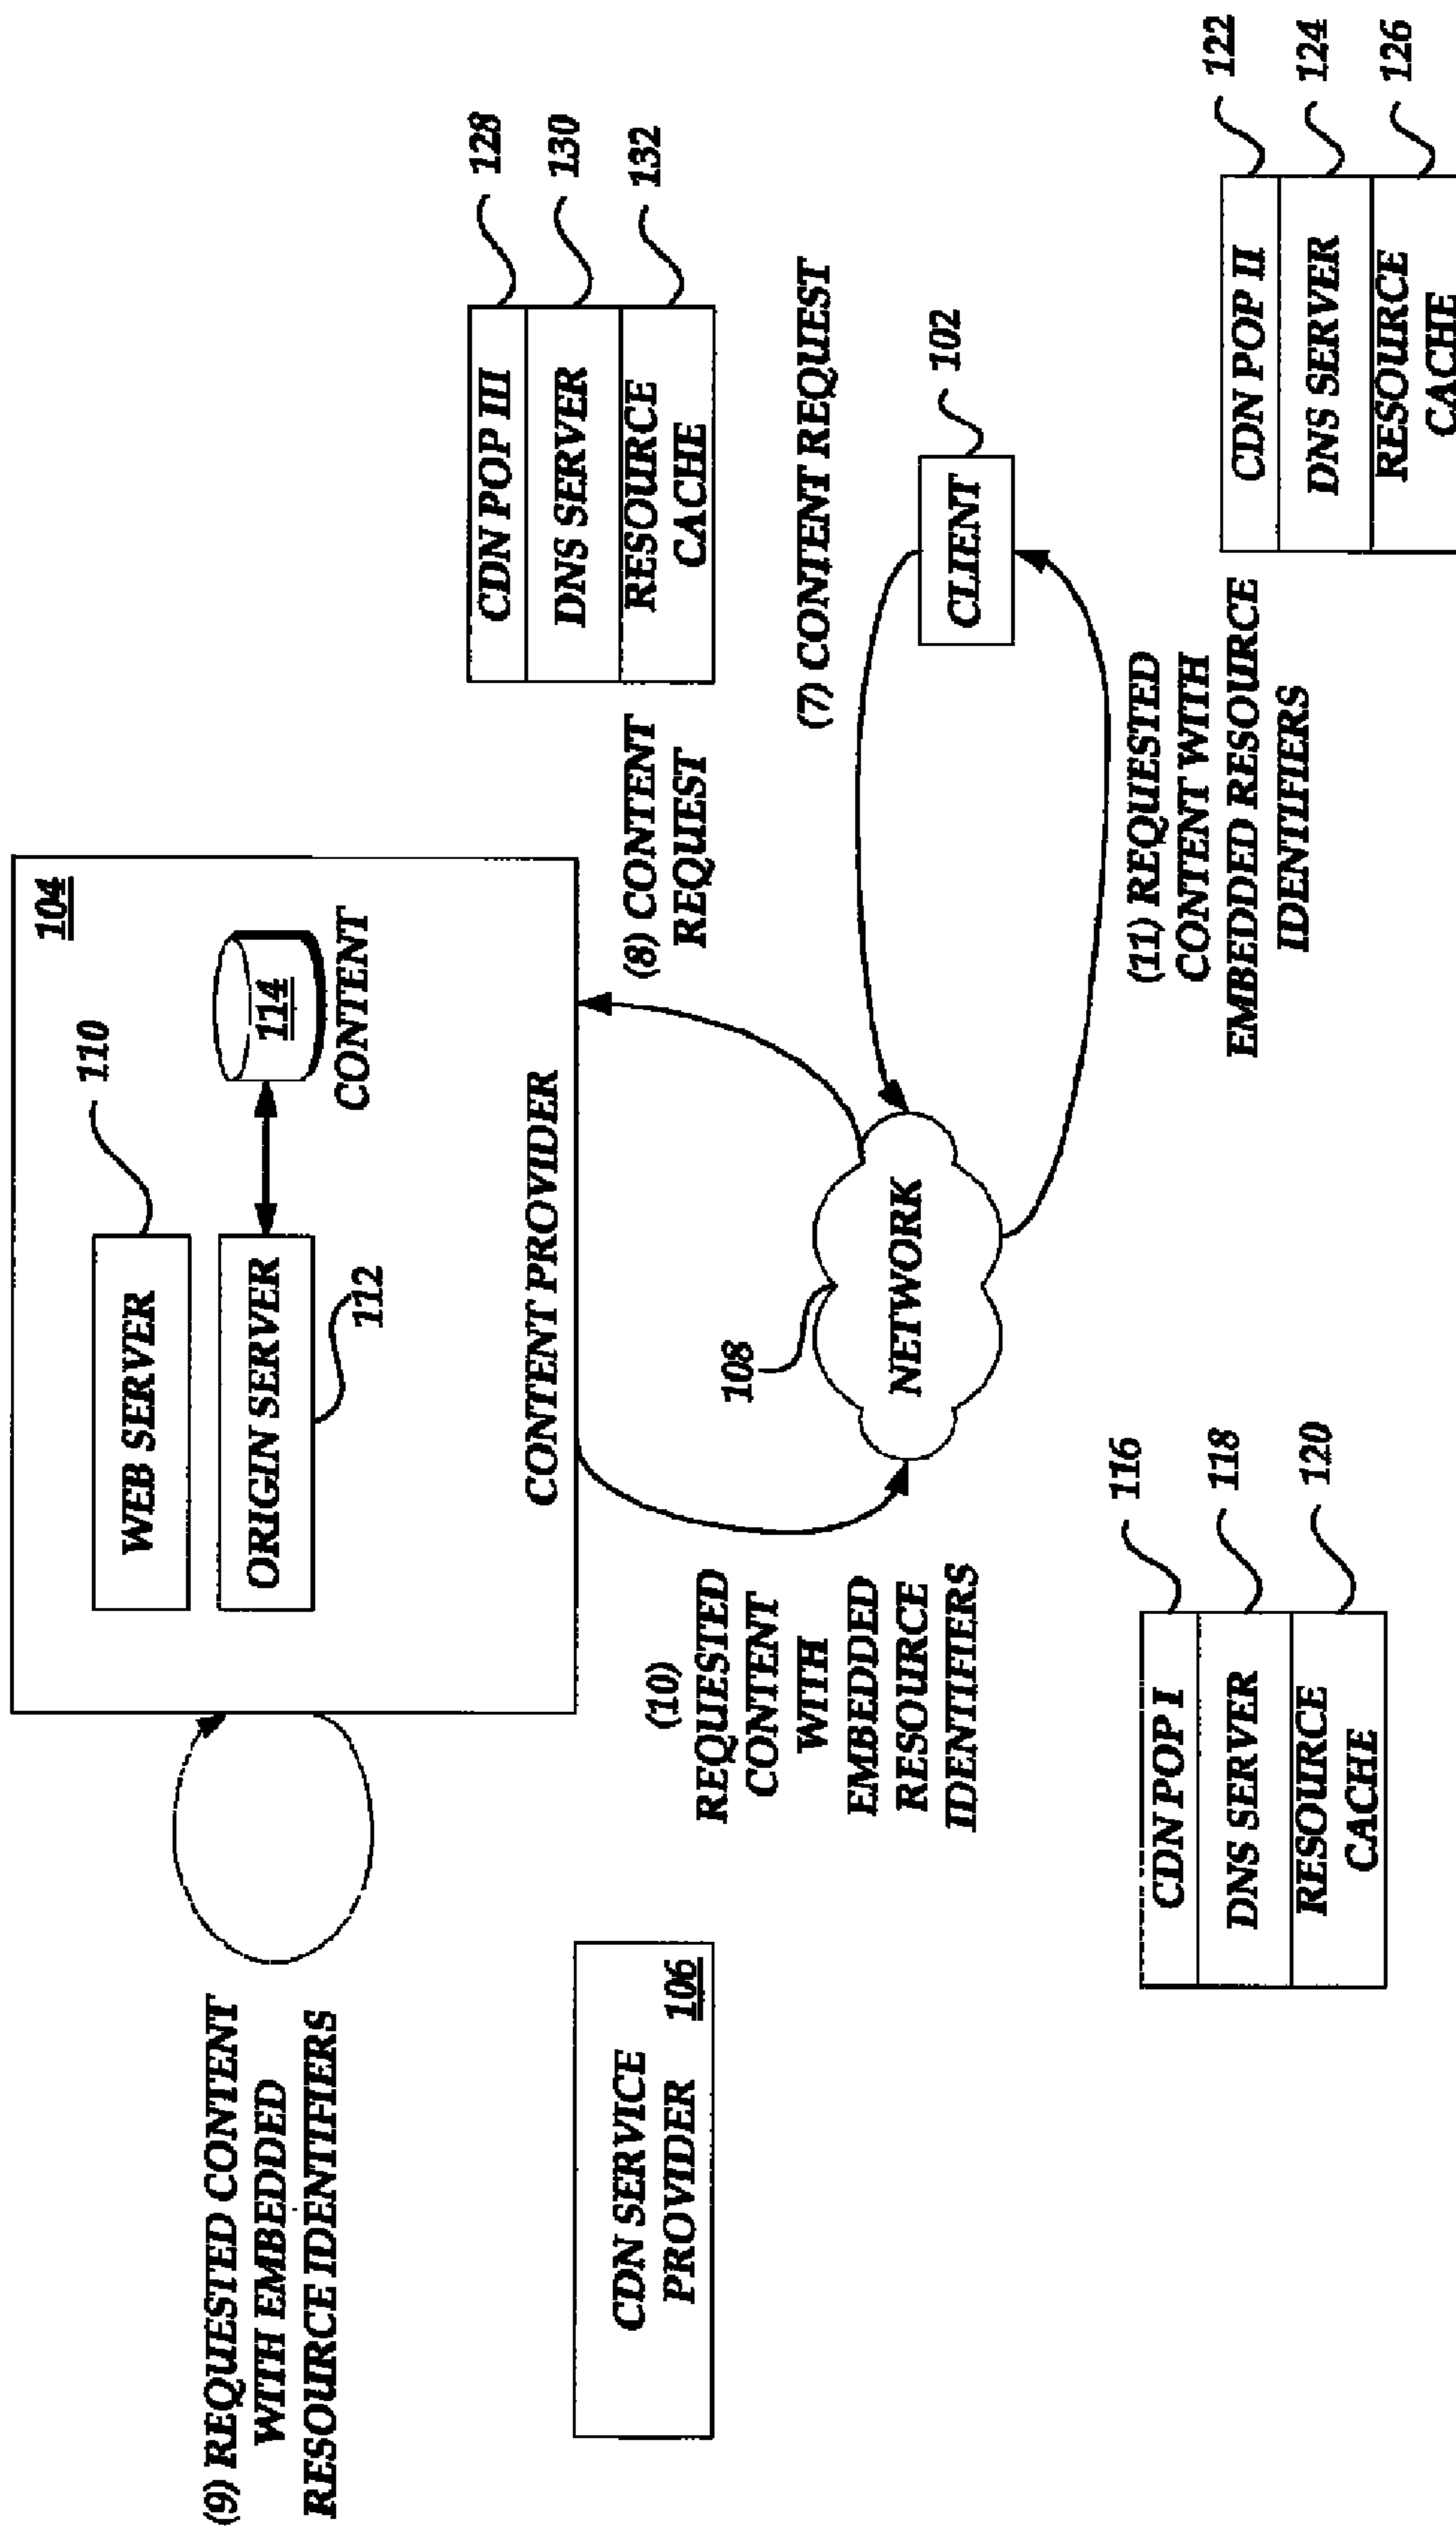 (9) REQUESTED CONTENT
WITH EMBEDDED
RESOURCE IDENTIFIERS
104
WEB SERVER
110
ORIGIN SERVER
112
114
CONTENT
CONTENT PROVIDER
CDN SERVICE
PROVIDER 106
(10)
REQUESTED
CONTENT
WITH
EMBEDDED
RESOURCE
IDENTIFIERS
(8) CONTENT
REQUEST
CDN POP III
128
DNS SERVER
130
RESOURCE
CACHE
132
108
NETWORK
(7) CONTENT REQUEST
CLIENT
102
(11) REQUESTED
CONTENT WITH
EMBEDDED RESOURCE
IDENTIFIERS
CDN POP I
116
DNS SERVER
118
RESOURCE
CACHE
120
CDN POP II
122
DNS SERVER
124
RESOURCE
CACHE
126